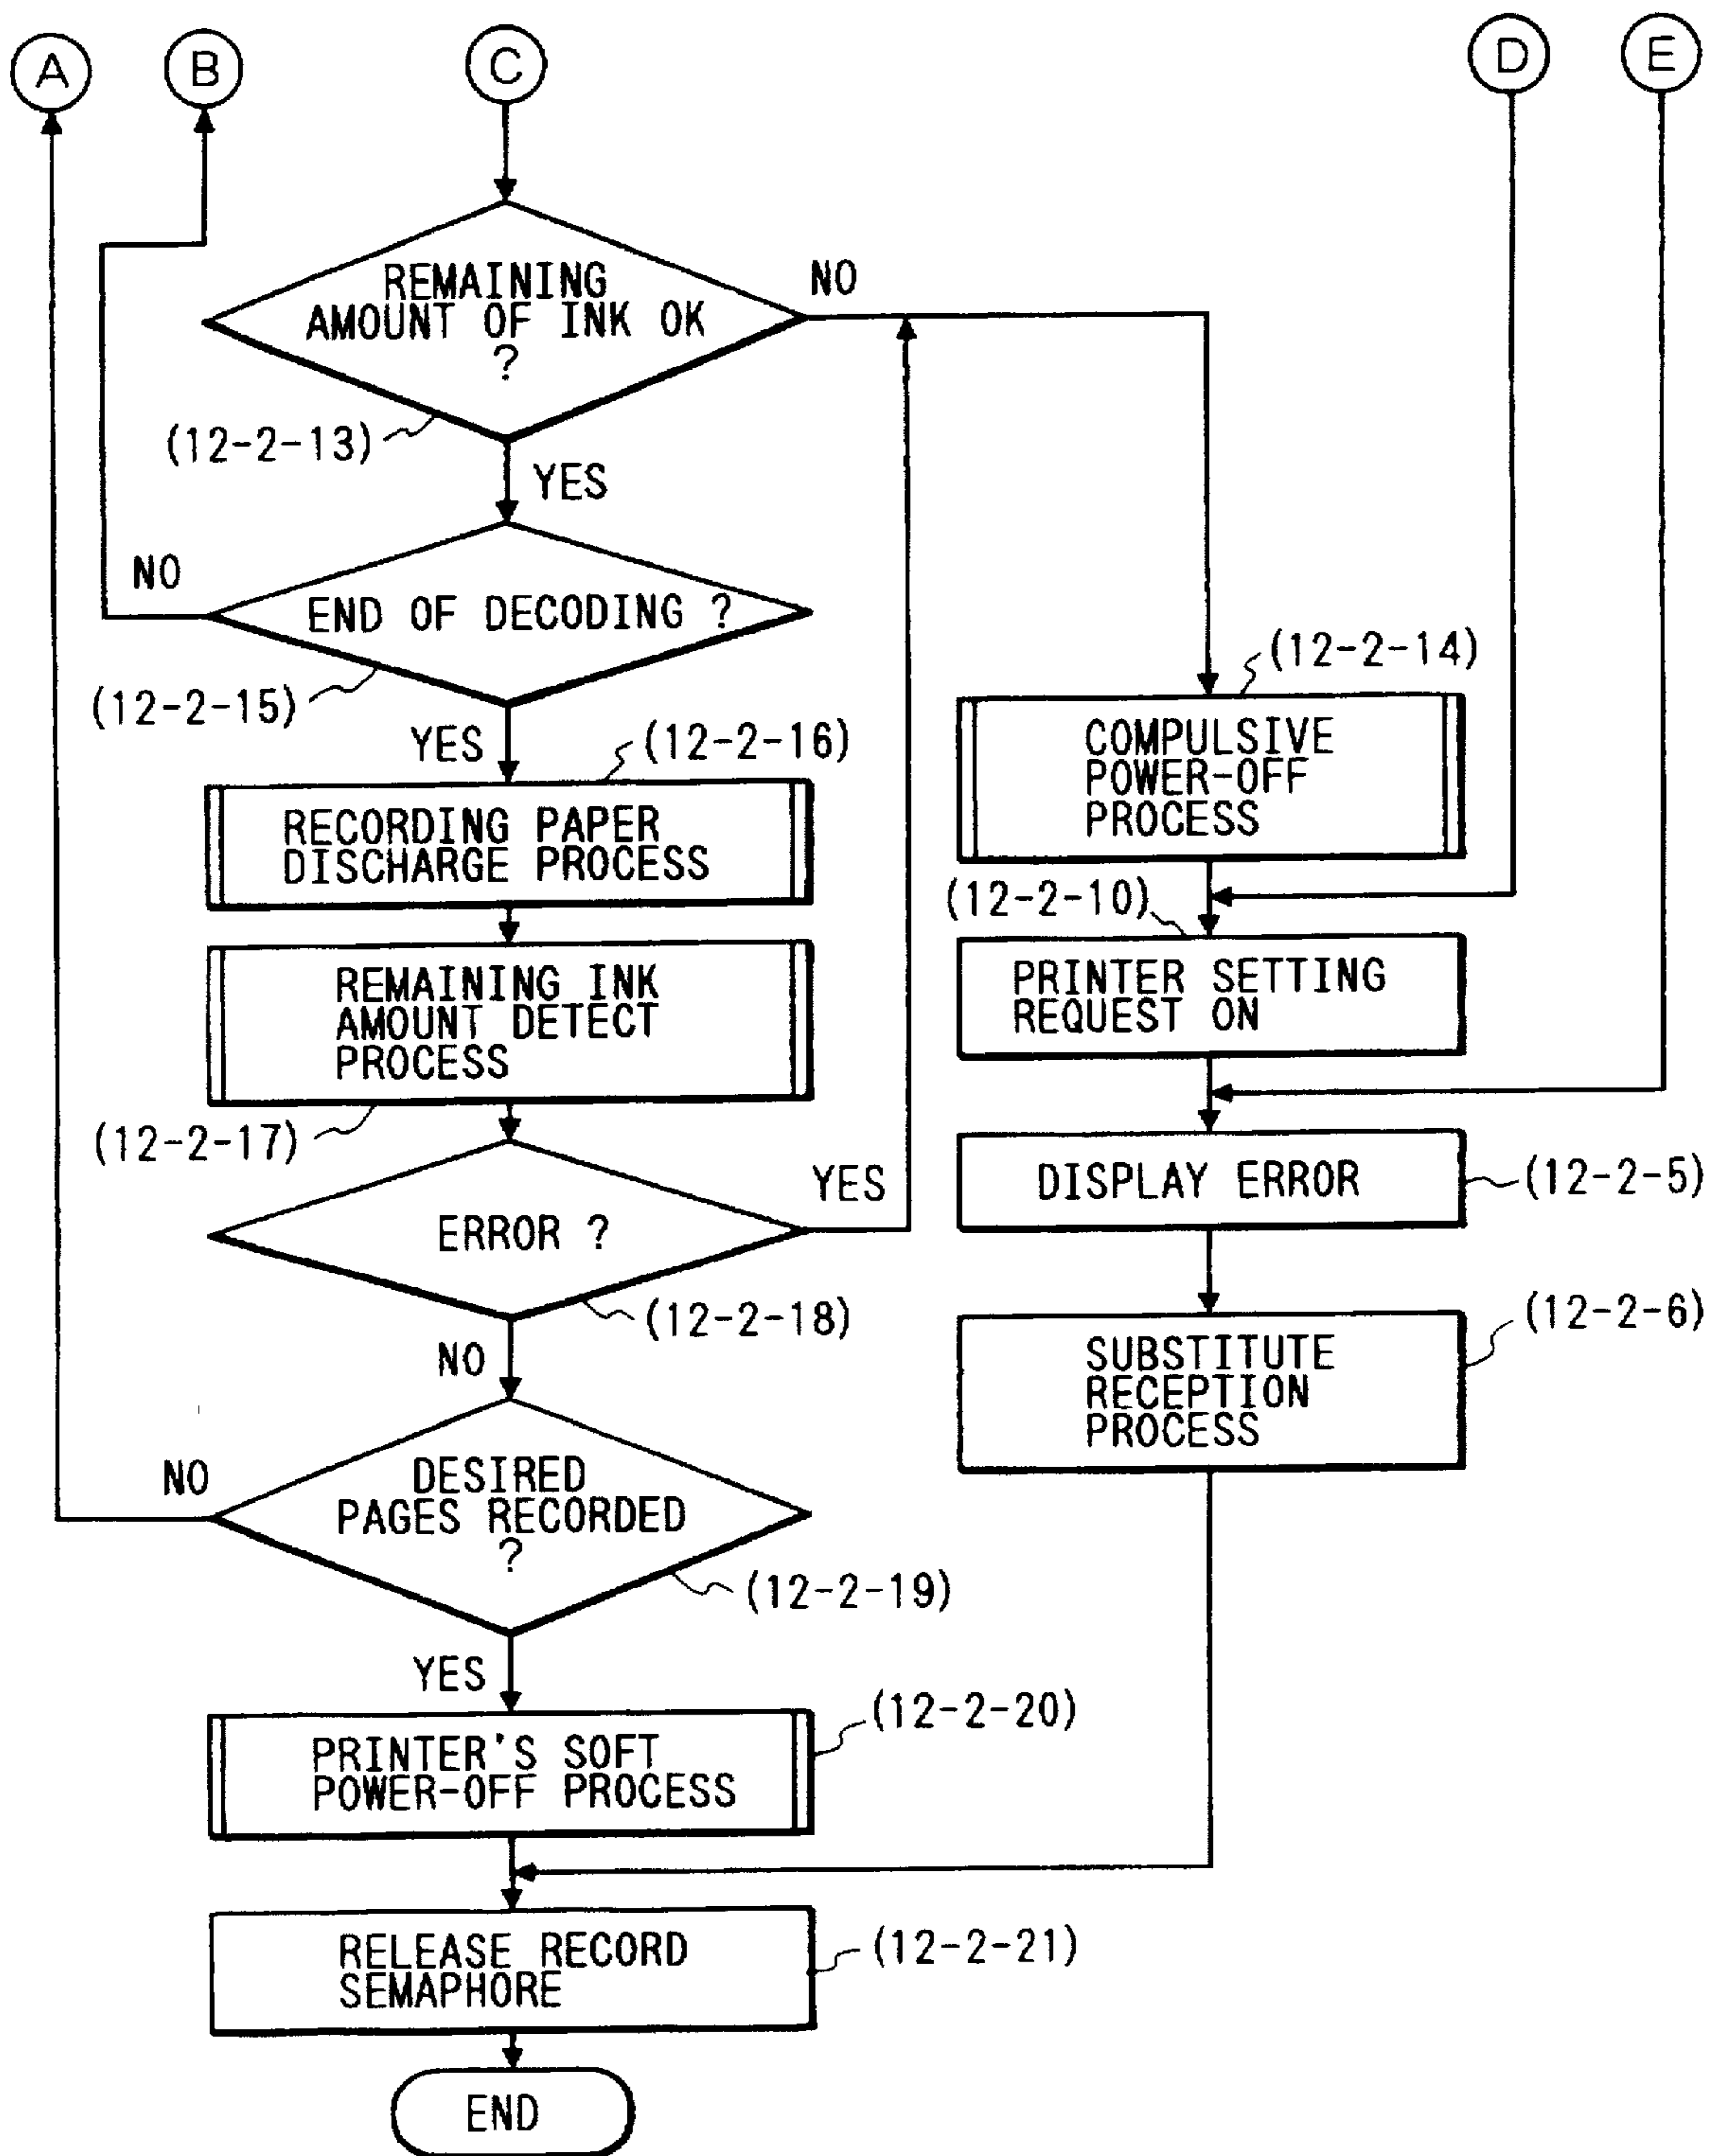 A
B
C
D
E
REMAINING
AMOUNT OF INK OK
?
NO
(12-2-13)
YES
NO
END OF DECODING ?
(12-2-15)
YES
(12-2-16)
(12-2-14)
COMPULSIVE
POWER-OFF
PROCESS
RECORDING PAPER
DISCHARGE PROCESS
(12-2-10)
PRINTER SETTING
REQUEST ON
REMAINING INK
AMOUNT DETECT
PROCESS
(12-2-17)
YES
DISPLAY ERROR
(12-2-5)
ERROR ?
(12-2-18)
(12-2-6)
NO
SUBSTITUTE
RECEPTION
PROCESS
NO
DESIRED
PAGES RECORDED
?
(12-2-19)
YES
(12-2-20)
PRINTER'S SOFT
POWER-OFF PROCESS
RELEASE RECORD
SEMAPHORE
(12-2-21)
END